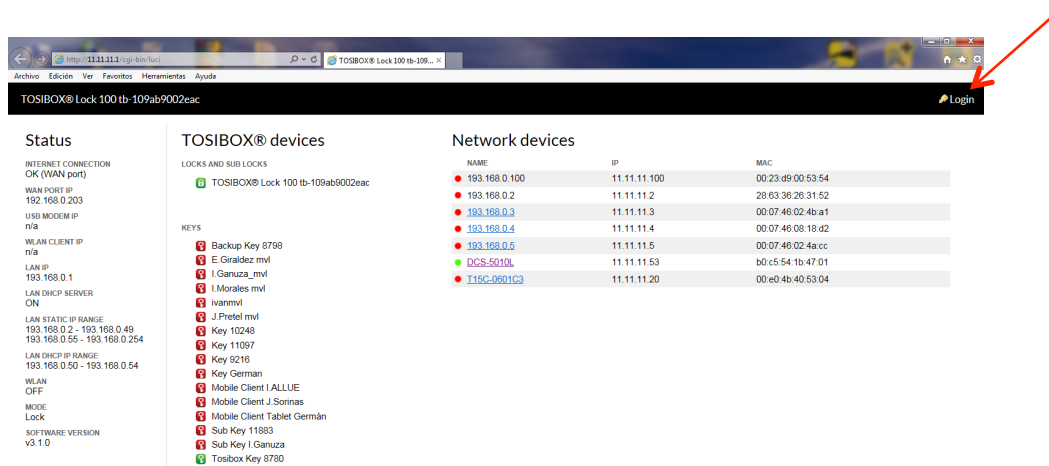 http://11.11.11.1/cgi-bin/luci
TOSIBOX® Lock 100 tb-109...
Archivo Edición Ver Favoritos Herramientas Ayuda
TOSIBOX® Lock 100 tb-109ab9002eac
Login
Status
INTERNET CONNECTION
OK (WAN port)
WAN PORT IP
192.168.0.203
USB MODEM IP
n/a
WLAN CLIENT IP
n/a
LAN IP
193.168.0.1
LAN DHCP SERVER
ON
LAN STATIC IP RANGE
193.168.0.2 - 193.168.0.49
193.168.0.55 - 193.168.0.254
LAN DHCP IP RANGE
193.168.0.50 - 193.168.0.54
WLAN
OFF
MODE
Lock
SOFTWARE VERSION
v3.1.0
TOSIBOX® devices
LOCKS AND SUB LOCKS
TOSIBOX® Lock 100 tb-109ab9002eac
KEYS
Backup Key 8798
E.Giraldez mvl
I.Ganuza_mvl
I.Morales mvl
ivanmvl
J.Pretel mvl
Key 10248
Key 11097
Key 9216
Key German
Mobile Client I.ALLUE
Mobile Client J.Sorinas
Mobile Client Tablet Germán
Sub Key 11883
Sub Key I.Ganuza
Tosibox Key 8780
Network devices
NAME IP MAC
193.168.0.100 11.11.11.100 00:23:d9:00:53:54
193.168.0.2 11.11.11.2 28:63:36:26:31:52
193.168.0.3 11.11.11.3 00:07:46:02:4b:a1
193.168.0.4 11.11.11.4 00:07:46:08:18:d2
193.168.0.5 11.11.11.5 00:07:46:02:4a:cc
DCS-5010L 11.11.11.53 b0:c5:54:1b:47:01
T15C-0601C3 11.11.11.20 00:e0:4b:40:53:04